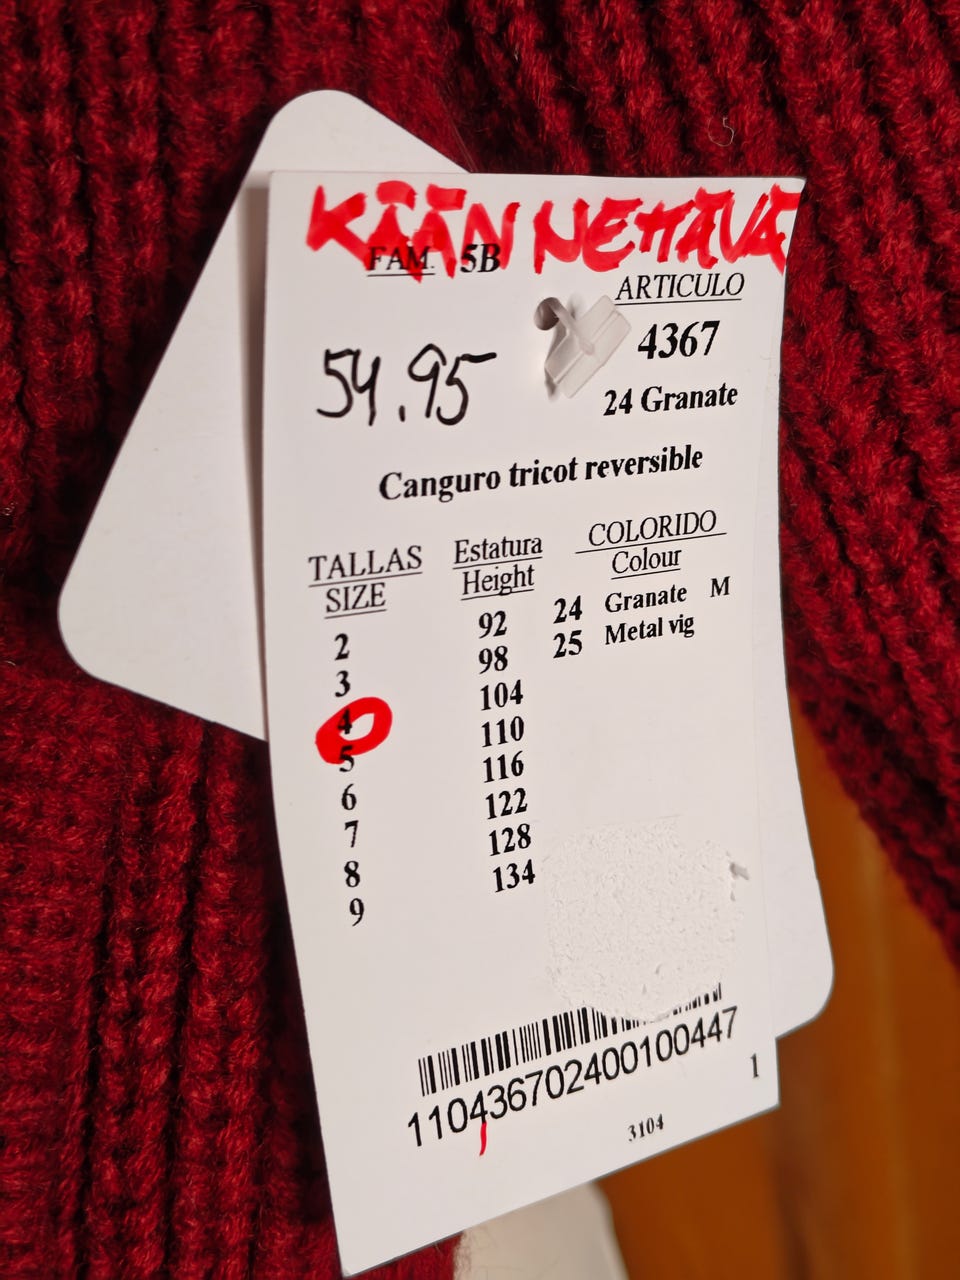 KÄÄN NETTÄVÄ
FAM. 5B
ARTICULO
4367
54.95
24 Granate
Canguro tricot reversible
TALLAS Estatura COLORIDO
SIZE Height Colour
2 92 24 Granate M
3 98 25 Metal vig
4 104
5 110
6 116
7 122
8 128
9 134
110436702400100447
1
3104